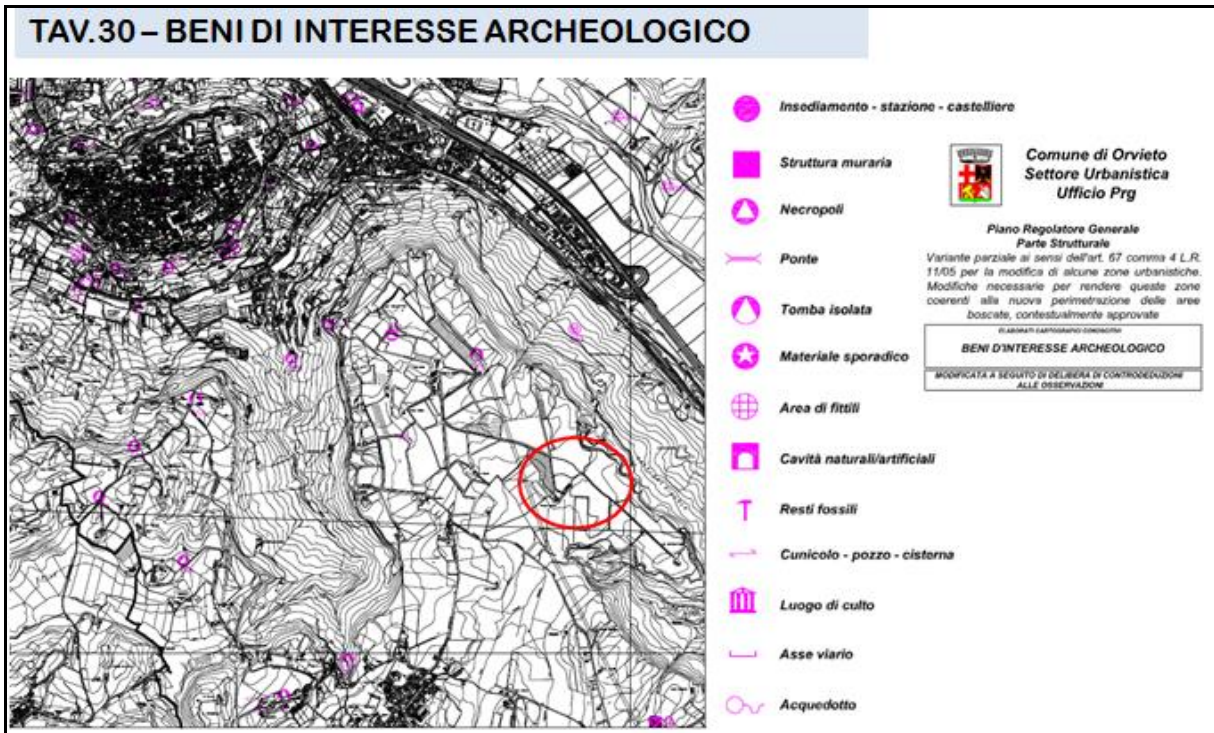 TAV.30 – BENI DI INTERESSE ARCHEOLOGICO
Insediamento - stazione - castelliere
Struttura muraria
Necropoli
Ponte
Tomba isolata
Materiale sporadico
Area di fittili
Cavità naturali/artificiali
Resti fossili
Cunicolo - pozzo - cisterna
Luogo di culto
Asse viario
Acquedotto
Comune di Orvieto
Settore Urbanistica
Ufficio Prg
Piano Regolatore Generale
Parte Strutturale
Variante parziale ai sensi dell'art. 67 comma 4 L.R.
11/05 per la modifica di alcune zone urbanistiche.
Modifiche necessarie per rendere queste zone
coerenti alla nuova perimetrazione delle aree
boscate, contestualmente approvate
ELABORATI CARTOGRAFICI CONOSCITIVI
BENI D'INTERESSE ARCHEOLOGICO
MODIFICATA A SEGUITO DI DELIBERA DI CONTRODEDUZIONI
ALLE OSSERVAZIONI